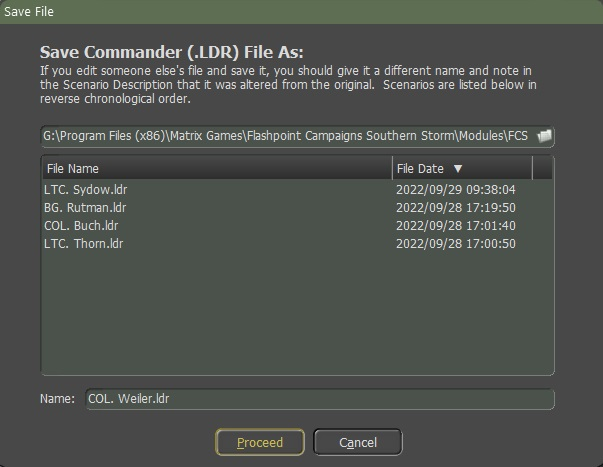 Save File
Save Commander (.LDR) File As:
If you edit someone else's file and save it, you should give it a different name and note in
the Scenario Description that it was altered from the original.  Scenarios are listed below in
reverse chronological order.
G:\Program Files (x86)\Matrix Games\Flashpoint Campaigns Southern Storm\Modules\FCS
File Name File Date ▼
LTC. Sydow.ldr 2022/09/29 09:38:04
BG. Rutman.ldr 2022/09/28 17:19:50
COL. Buch.ldr 2022/09/28 17:01:40
LTC. Thorn.ldr 2022/09/28 17:00:50
Name: COL. Weiler.ldr
Proceed Cancel